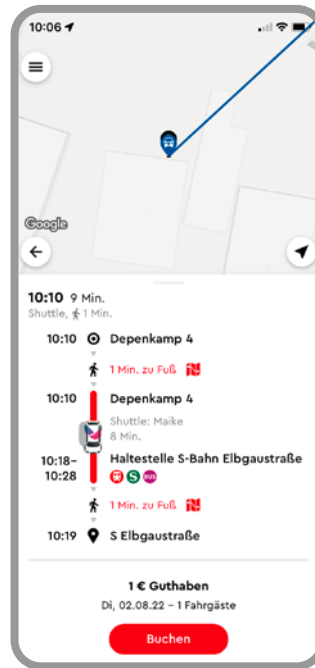 10:06
Google
10:10 9 Min.
Shuttle, 1 Min.
10:10 Depenkamp 4
1 Min. zu Fuß
10:10 Depenkamp 4
Shuttle: Maike
8 Min.
10:18– Haltestelle S-Bahn Elbgaustraße
10:28 S BUS
1 Min. zu Fuß
10:19 S Elbgaustraße
1 € Guthaben
Di, 02.08.22 – 1 Fahrgäste
Buchen